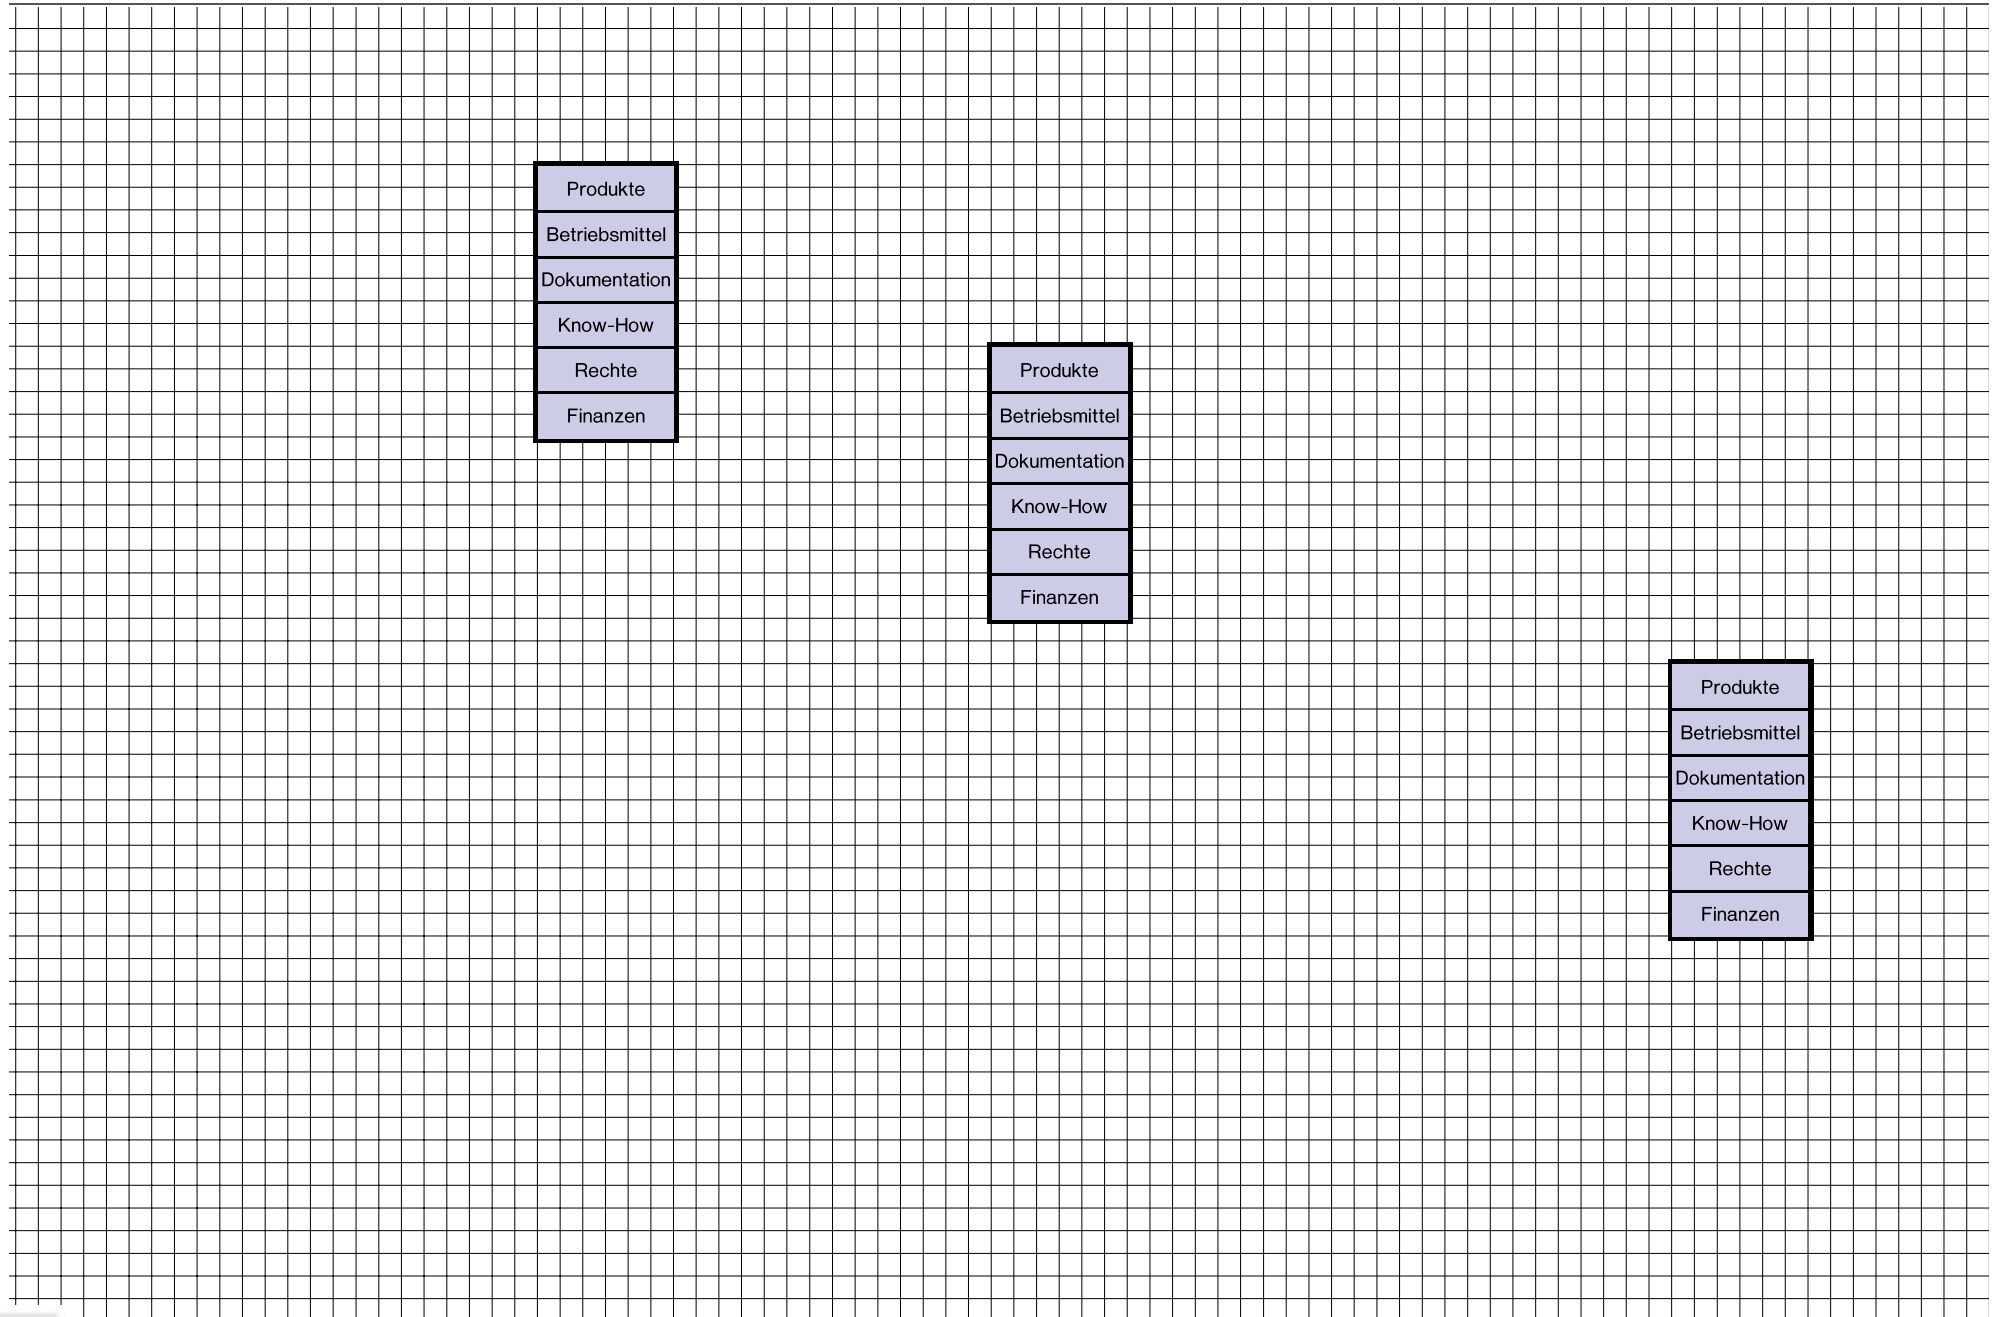 Produkte
Betriebsmittel
Dokumentation
Know-How
Rechte
Finanzen
Produkte
Betriebsmittel
Dokumentation
Know-How
Rechte
Finanzen
Produkte
Betriebsmittel
Dokumentation
Know-How
Rechte
Finanzen